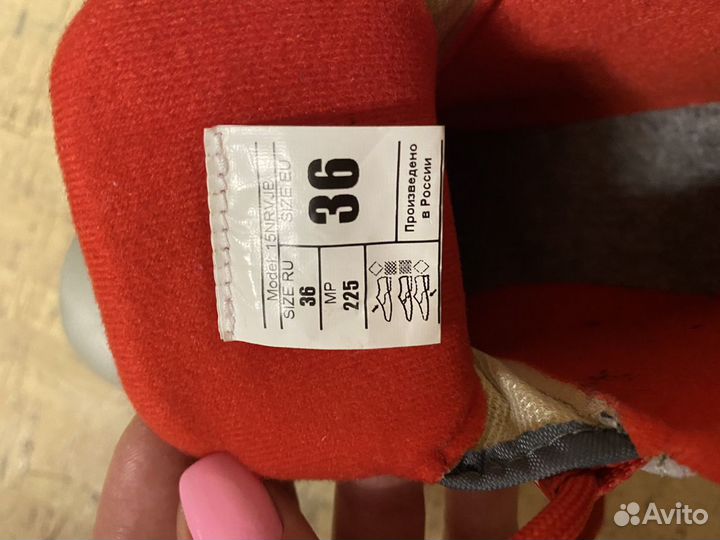 Model: 15NRVJE
SIZE EU
36
SIZE RU
36
MP
225
Произведено
в России
Avito